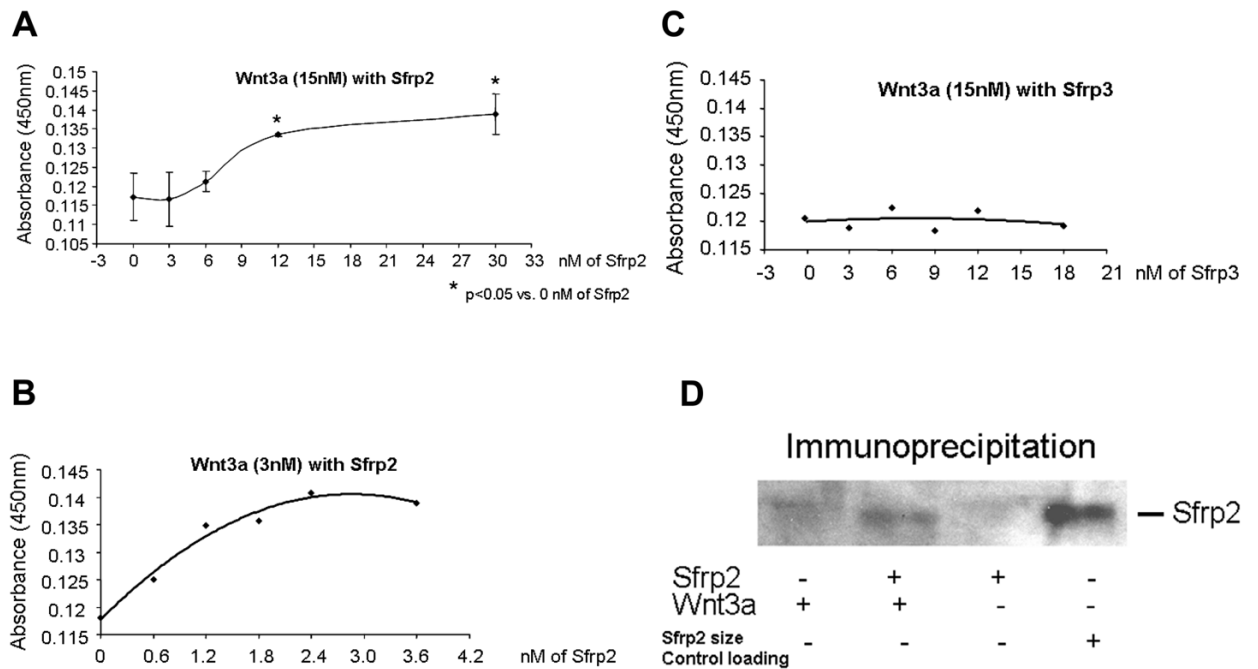 A
Wnt3a (15nM) with Sfrp2
Absorbance (450nm)
0.15
0.145
0.14
0.135
0.13
0.125
0.12
0.115
0.11
0.105
-3 0 3 6 9 12 15 18 21 24 27 30 33 nM of Sfrp2
* *
* p<0.05 vs. 0 nM of Sfrp2
B
Wnt3a (3nM) with Sfrp2
Absorbance (450nm)
0.145
0.14
0.135
0.13
0.125
0.12
0.115
0 0.6 1.2 1.8 2.4 3.0 3.6 4.2 nM of Sfrp2
C
Wnt3a (15nM) with Sfrp3
Absorbance (450nm)
0.145
0.14
0.135
0.13
0.125
0.12
0.115
-3 0 3 6 9 12 15 18 21 nM of Sfrp3
D
Immunoprecipitation
Sfrp2
Sfrp2 - + + -
Wnt3a + + - -
Sfrp2 size
Control loading - - - +